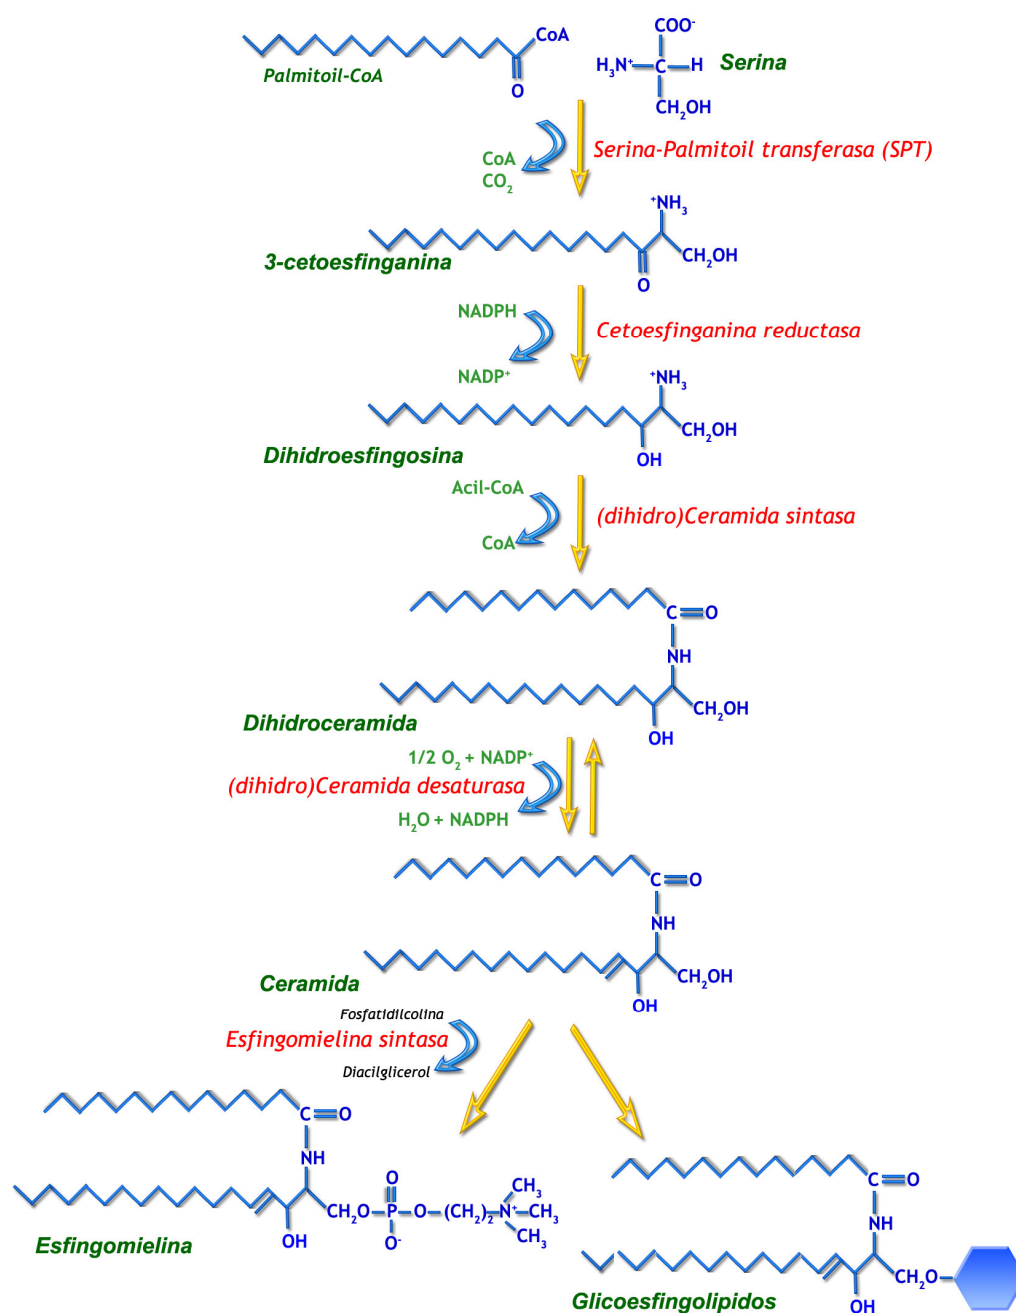 CoA
Palmitoil-CoA
O
COO⁻
H₃N⁺ C H
CH₂OH
Serina
CoA
CO₂
Serina-Palmitoil transferasa (SPT)
⁺NH₃
CH₂OH
O
3-cetoesfinganina
NADPH
NADP⁺
Cetoesfinganina reductasa
⁺NH₃
CH₂OH
OH
Dihidroesfingosina
Acil-CoA
CoA
(dihidro)Ceramida sintasa
C O
NH
CH₂OH
OH
Dihidroceramida
1/2 O₂ + NADP⁺
(dihidro)Ceramida desaturasa
H₂O + NADPH
C O
NH
CH₂OH
OH
Ceramida
Fosfatidilcolina
Esfingomielina sintasa
Diacilglicerol
C O
NH
O
CH₂O P O (CH₂)₂ N⁺ CH₃
CH₃
CH₃
O⁻
OH
Esfingomielina
C O
NH
CH₂O
OH
Glicoesfingolipidos